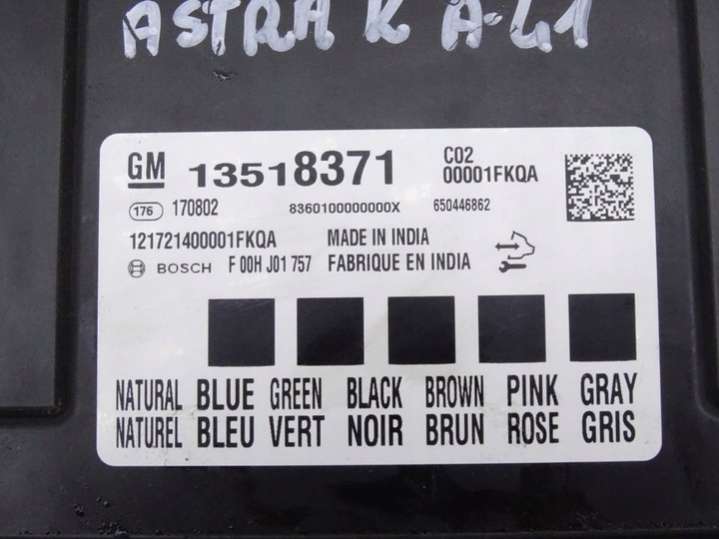 ASTRA K A-41
GM 13518371 C02
00001FKQA
176 170802 8360100000000X 650446862
121721400001FKQA MADE IN INDIA
BOSCH F 00H J01 757 FABRIQUE EN INDIA
NATURAL BLUE GREEN BLACK BROWN PINK GRAY
NATUREL BLEU VERT NOIR BRUN ROSE GRIS